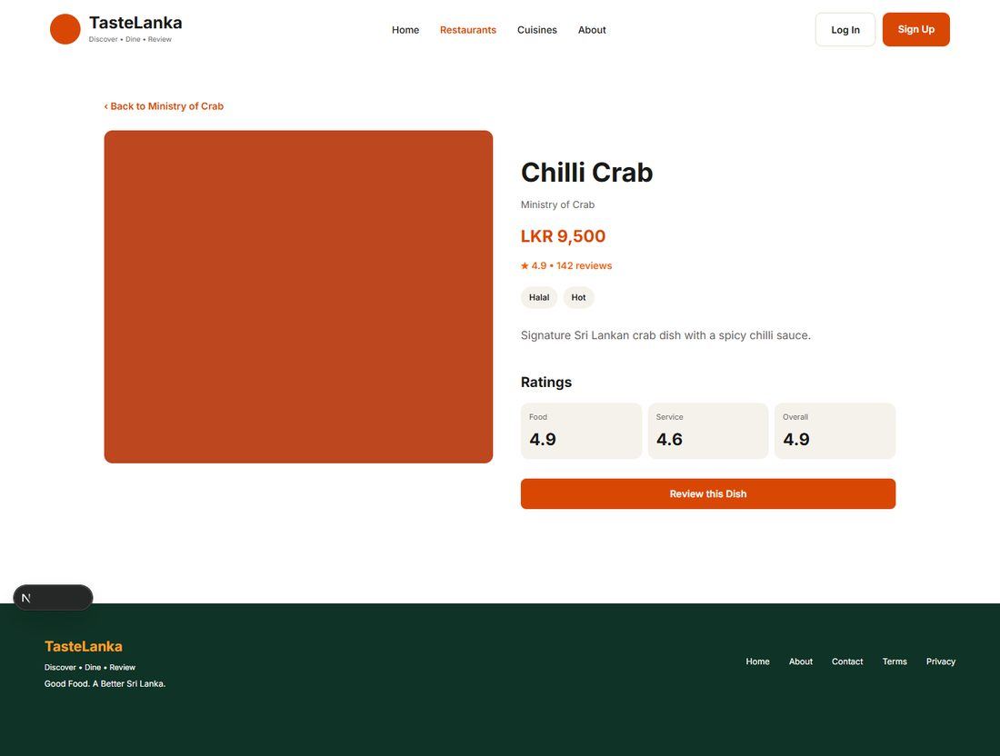 TasteLanka
Discover • Dine • Review
Home Restaurants Cuisines About
Log In Sign Up
‹ Back to Ministry of Crab
Chilli Crab
Ministry of Crab
LKR 9,500
★ 4.9 • 142 reviews
Halal Hot
Signature Sri Lankan crab dish with a spicy chilli sauce.
Ratings
Food Service Overall
4.9 4.6 4.9
Review this Dish
N
TasteLanka
Discover • Dine • Review
Good Food. A Better Sri Lanka.
Home About Contact Terms Privacy